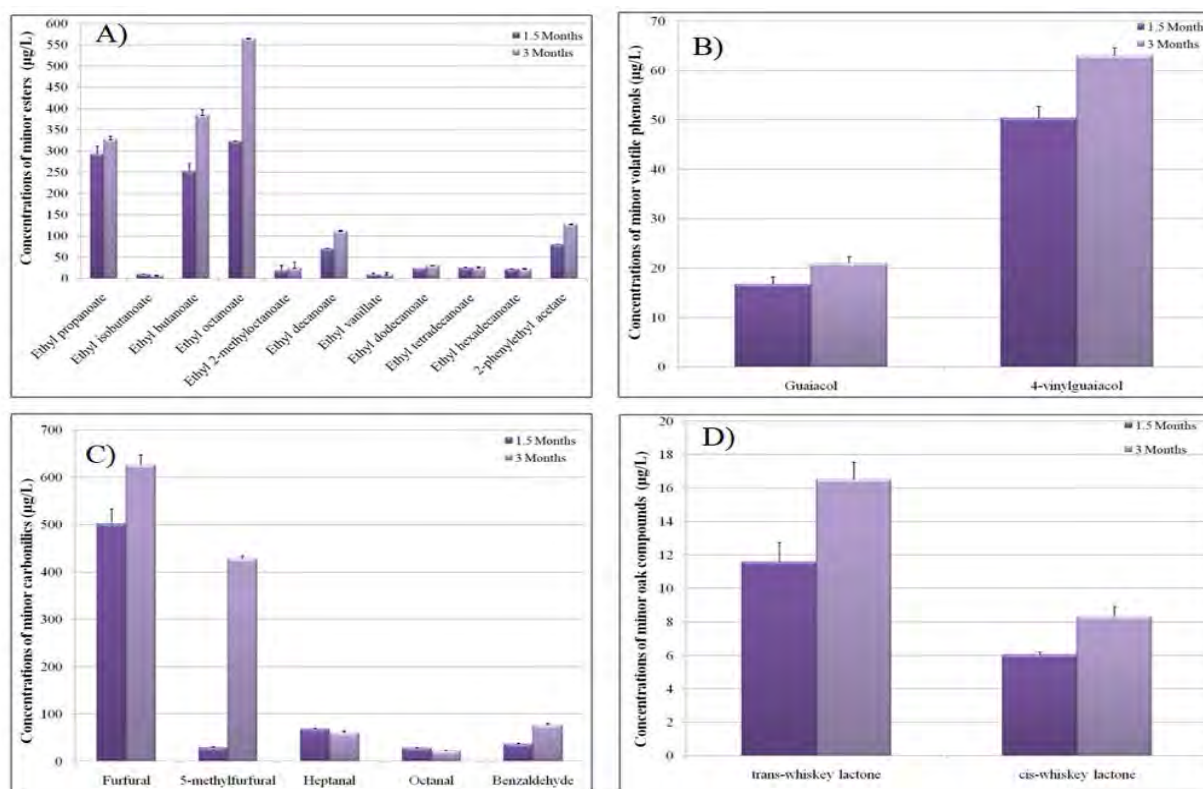 A)
1.5 Months
3 Months
Concentrations of minor esters (µg/L)
600
550
500
450
400
350
300
250
200
150
100
50
0
Ethyl propanoate
Ethyl isobutanoate
Ethyl butanoate
Ethyl octanoate
Ethyl 2-methyloctanoate
Ethyl decanoate
Ethyl vanillate
Ethyl dodecanoate
Ethyl tetradecanoate
Ethyl hexadecanoate
2-phenylethyl acetate
B)
1.5 Months
3 Months
Concentrations of minor volatile phenols (µg/L)
70
60
50
40
30
20
10
0
Guaiacol
4-vinylguaiacol
C)
1.5 Months
3 Months
Concentrations of minor carbonilics (µg/L)
700
600
500
400
300
200
100
0
Furfural
5-methylfurfural
Heptanal
Octanal
Benzaldehyde
D)
1.5 Months
3 Months
Concentrations of minor oak compounds (µg/L)
20
18
16
14
12
10
8
6
4
2
0
trans-whiskey lactone
cis-whiskey lactone